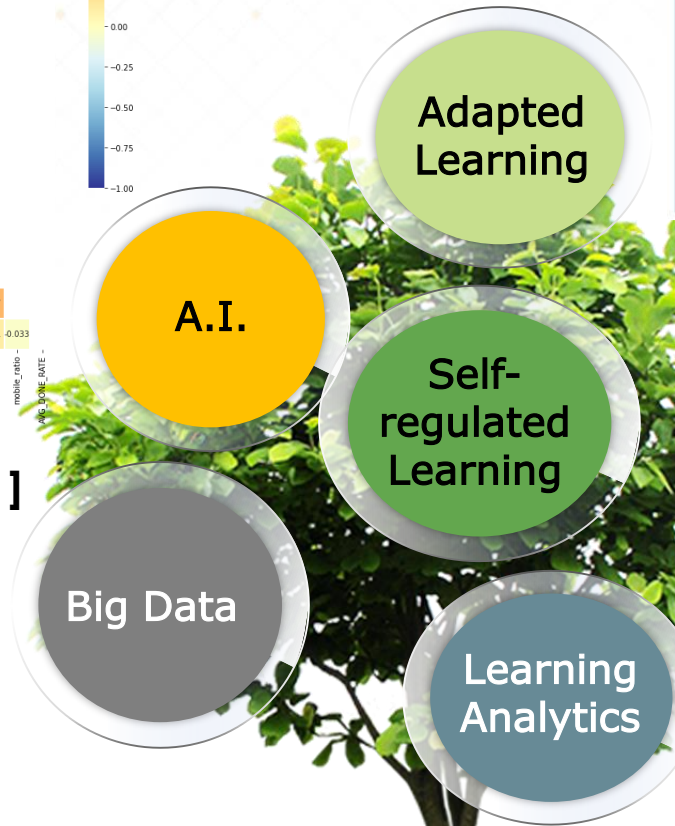 0.00
−0.25
−0.50
−0.75
−1.00
Adapted
Learning
A.I.
-0.033
mobile_ratio
AVG_DONE_RATE
Self-
regulated
Learning
]
Big Data
Learning
Analytics